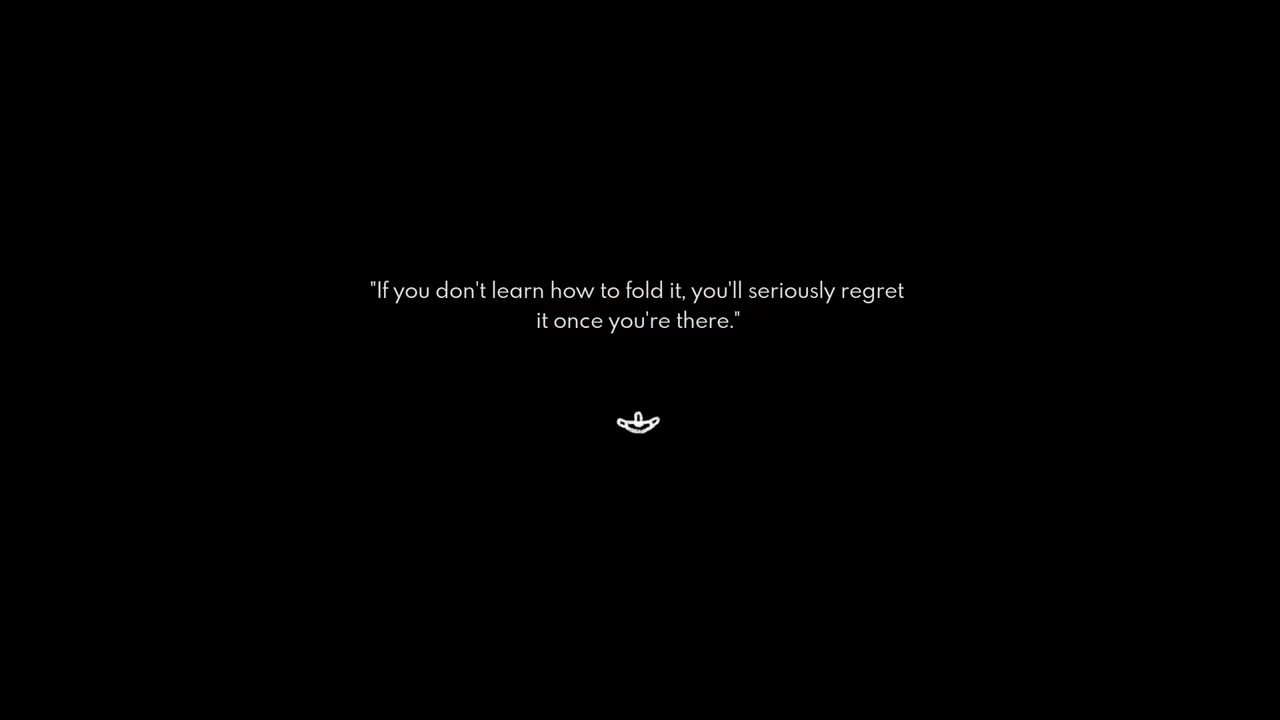 "If you don't learn how to fold it, you'll seriously regret
it once you're there."